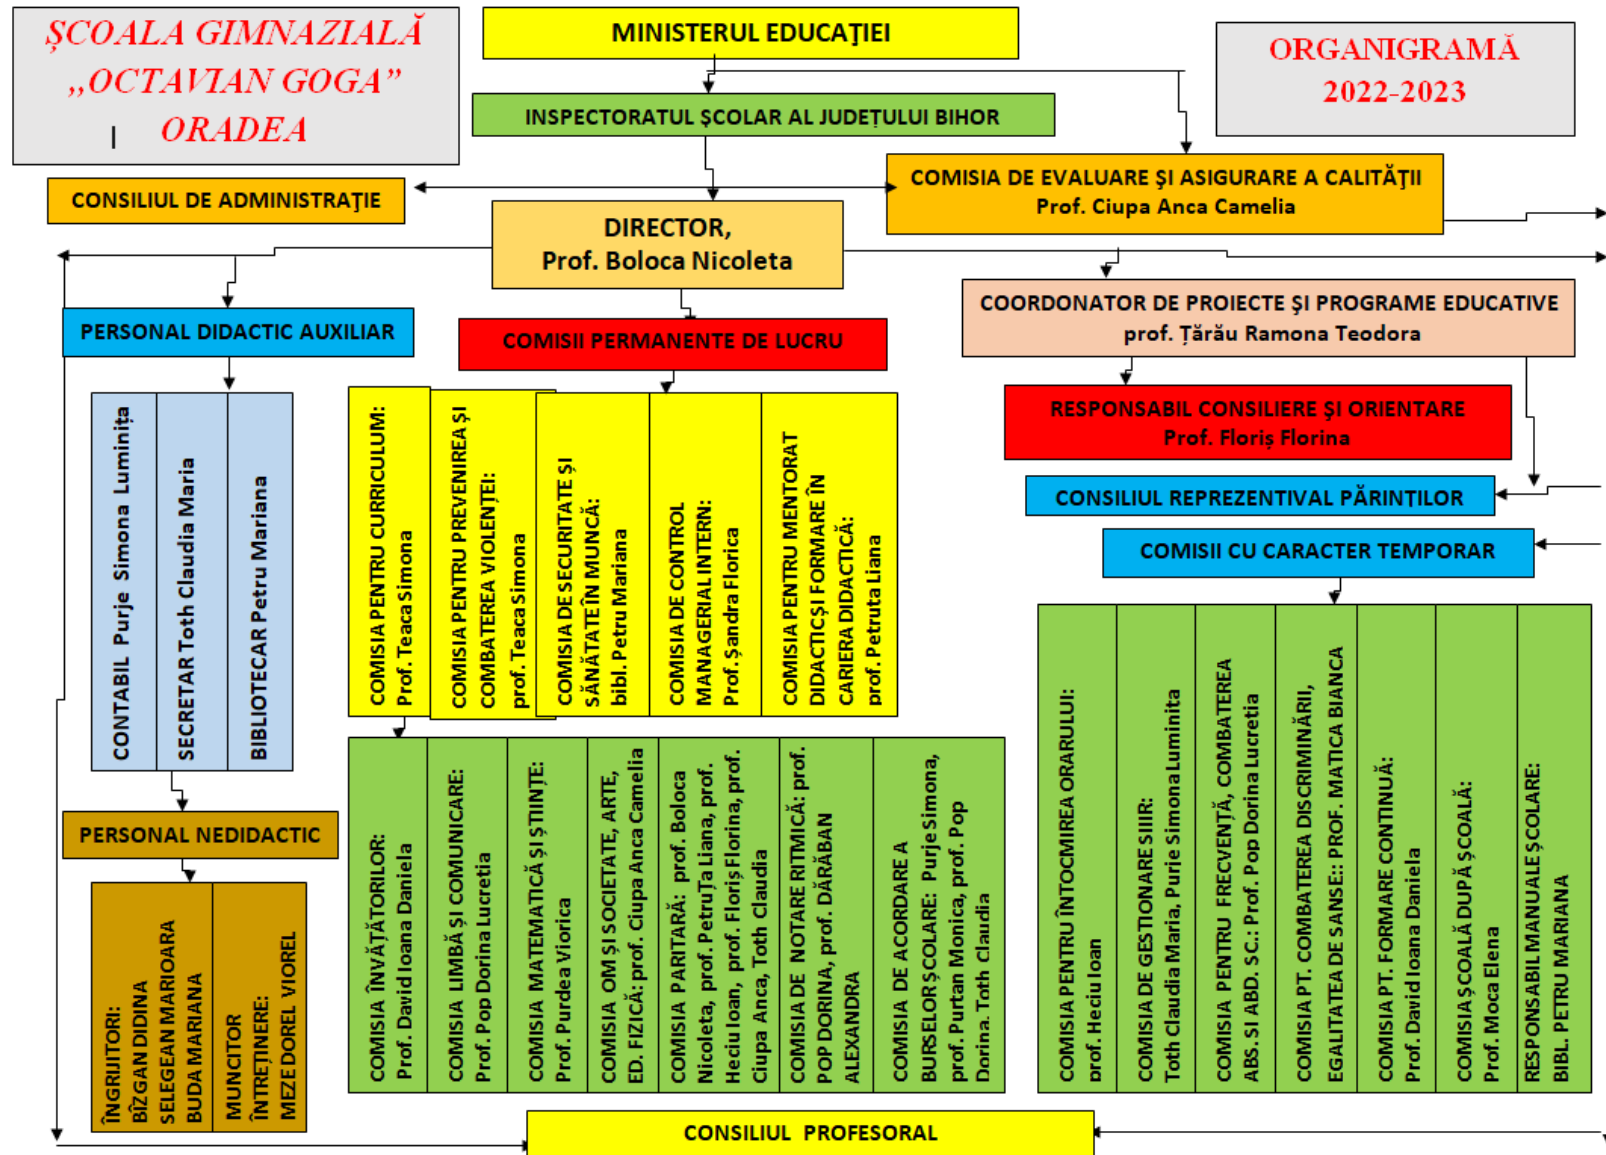 ȘCOALA GIMNAZIALĂ
,,OCTAVIAN GOGA”
ORADEA
MINISTERUL EDUCAŢIEI
ORGANIGRAMĂ
2022-2023
INSPECTORATUL ŞCOLAR AL JUDEȚULUI BIHOR
COMISIA DE EVALUARE ŞI ASIGURARE A CALITĂŢII
Prof. Ciupa Anca Camelia
CONSILIUL DE ADMINISTRAŢIE
DIRECTOR,
Prof. Boloca Nicoleta
COORDONATOR DE PROIECTE ŞI PROGRAME EDUCATIVE
prof. Țărău Ramona Teodora
PERSONAL DIDACTIC AUXILIAR
COMISII PERMANENTE DE LUCRU
RESPONSABIL CONSILIERE ŞI ORIENTARE
Prof. Floriș Florina
CONSILIUL REPREZENTIVAL PĂRINȚILOR
COMISII CU CARACTER TEMPORAR
CONTABIL Purje Simona Luminița
SECRETAR Toth Claudia Maria
BIBLIOTECAR Petru Mariana
COMISIA PENTRU CURRICULUM:
Prof. Teaca Simona
COMISIA PENTRU PREVENIREA ȘI
COMBATEREA VIOLENȚEI:
prof. Teaca Simona
COMISIA DE SECURITATE ȘI
SĂNĂTATE ÎN MUNCĂ:
bibl. Petru Mariana
COMISIA DE CONTROL
MANAGERIAL INTERN:
Prof. Șandra Florica
COMISIA PENTRU MENTORAT
DIDACTIC ȘI FORMARE ÎN
CARIERA DIDACTICĂ:
prof. Petruta Liana
PERSONAL NEDIDACTIC
ÎNGRIJITORI:
BÎZGAN DIDINA
SELEGEAN MARIOARA
BUDA MARIANA
MUNCITOR
ÎNTREȚINERE:
MEZE DOREL VIOREL
COMISIA ÎNVĂȚĂTORILOR:
Prof. David Ioana Daniela
COMISIA LIMBĂ ȘI COMUNICARE:
Prof. Pop Dorina Lucretia
COMISIA MATEMATICĂ ȘI ȘTIINȚE:
Prof. Purdea Viorica
COMISIA OM ȘI SOCIETATE, ARTE,
ED. FIZICĂ: prof. Ciupa Anca Camelia
COMISIA PARITARĂ: prof. Boloca
Nicoleta, prof. PetruȚa Liana, prof.
Heciu Ioan, prof. Floriș Florina, prof.
Ciupa Anca, Toth Claudia
COMISIA DE NOTARE RITMICĂ: prof.
POP DORINA, prof. DĂRĂBAN
ALEXANDRA
COMISIA DE ACORDARE A
BURSELOR ȘCOLARE: Purje Simona,
prof. Purtan Monica, prof. Pop
Dorina. Toth Claudia
COMISIA PENTRU ÎNTOCMIREA ORARULUI:
prof. Heciu Ioan
COMISIA DE GESTIONARE SIIIR:
Toth Claudia Maria, Purie Simona Luminita
COMISIA PENTRU FRECVENȚĂ, COMBATEREA
ABS. SI ABD. SC.: Prof. Pop Dorina Lucretia
COMISIA PT. COMBATEREA DISCRIMINĂRII,
EGALITATEA DE SANSE:: PROF. MATICA BIANCA
COMISIA PT. FORMARE CONTINUĂ:
Prof. David Ioana Daniela
COMISIA ȘCOALĂ DUPĂ ȘCOALĂ:
Prof. Moca Elena
RESPONSABIL MANUALE ȘCOLARE:
BIBL. PETRU MARIANA
CONSILIUL PROFESORAL